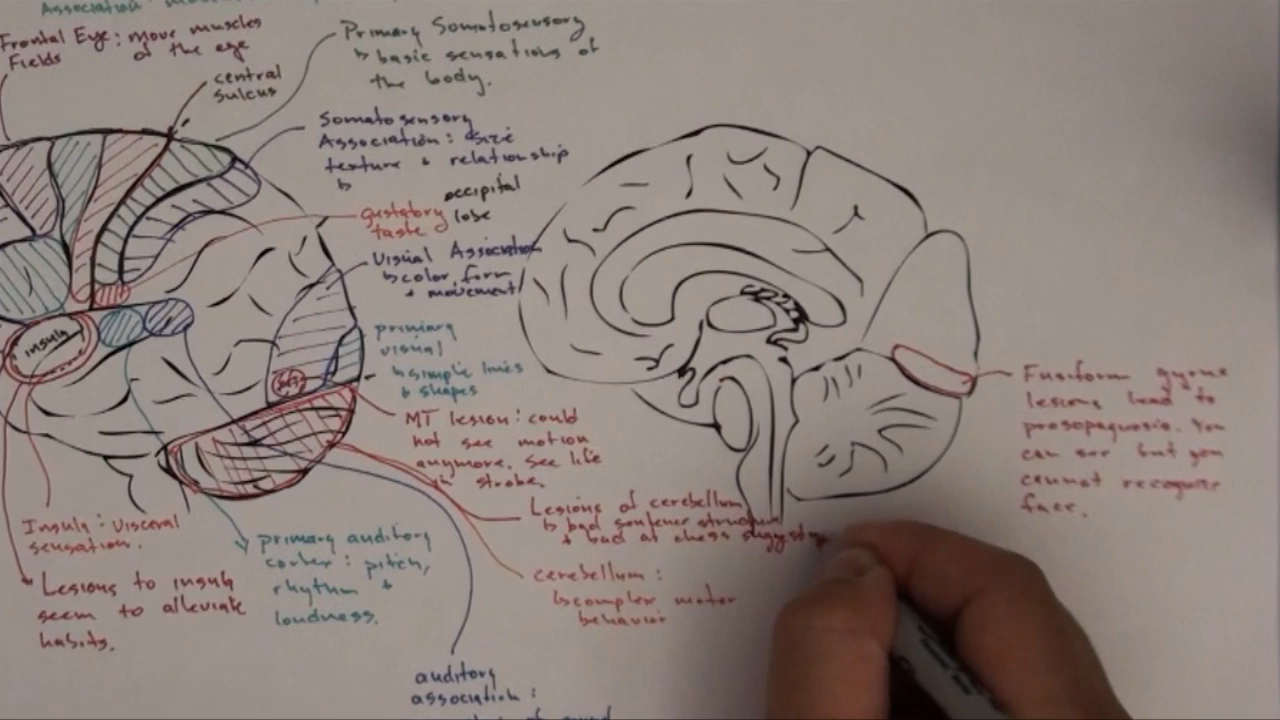 Association:
Frontal Eye: move muscles
Fields of the eye
central
sulcus
Primary Somatosensory
↳ basic sensations of
the body.
Somatosensory
Association: Size
texture + relationship
↳
occipital
lobe
gustatory
taste
Visual Association
↳ color, form
+ movement
primary
visual
↳ simple lines
& shapes
insula
MT lesion: could
not see motion
anymore. See life
in strobe.
Lesions of cerebellum
↳ bad sentence structure
+ bad at chess
cerebellum:
↳ complex motor
behavior
Insula: Visceral
sensation.
Lesions to insula
seem to alleviate
habits.
primary auditory
cortex: pitch,
rhythm +
loudness.
auditory
association:
of sound
Fusiform gyrus
lesions lead to
prosopagnosia. You
can see but you
cannot recognize
face.